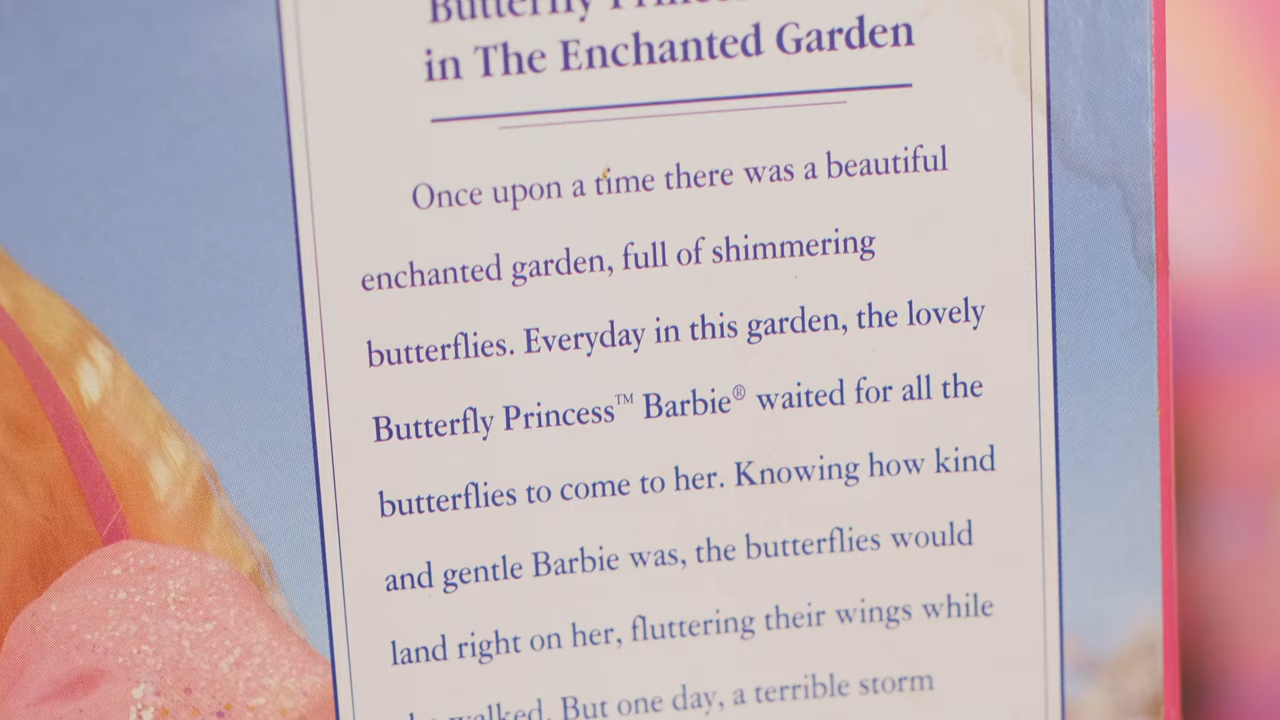 Butterfly
in The Enchanted Garden
Once upon a time there was a beautiful
enchanted garden, full of shimmering
butterflies. Everyday in this garden, the lovely
Butterfly Princess™ Barbie® waited for all the
butterflies to come to her. Knowing how kind
and gentle Barbie was, the butterflies would
land right on her, fluttering their wings while
walked. But one day, a terrible storm